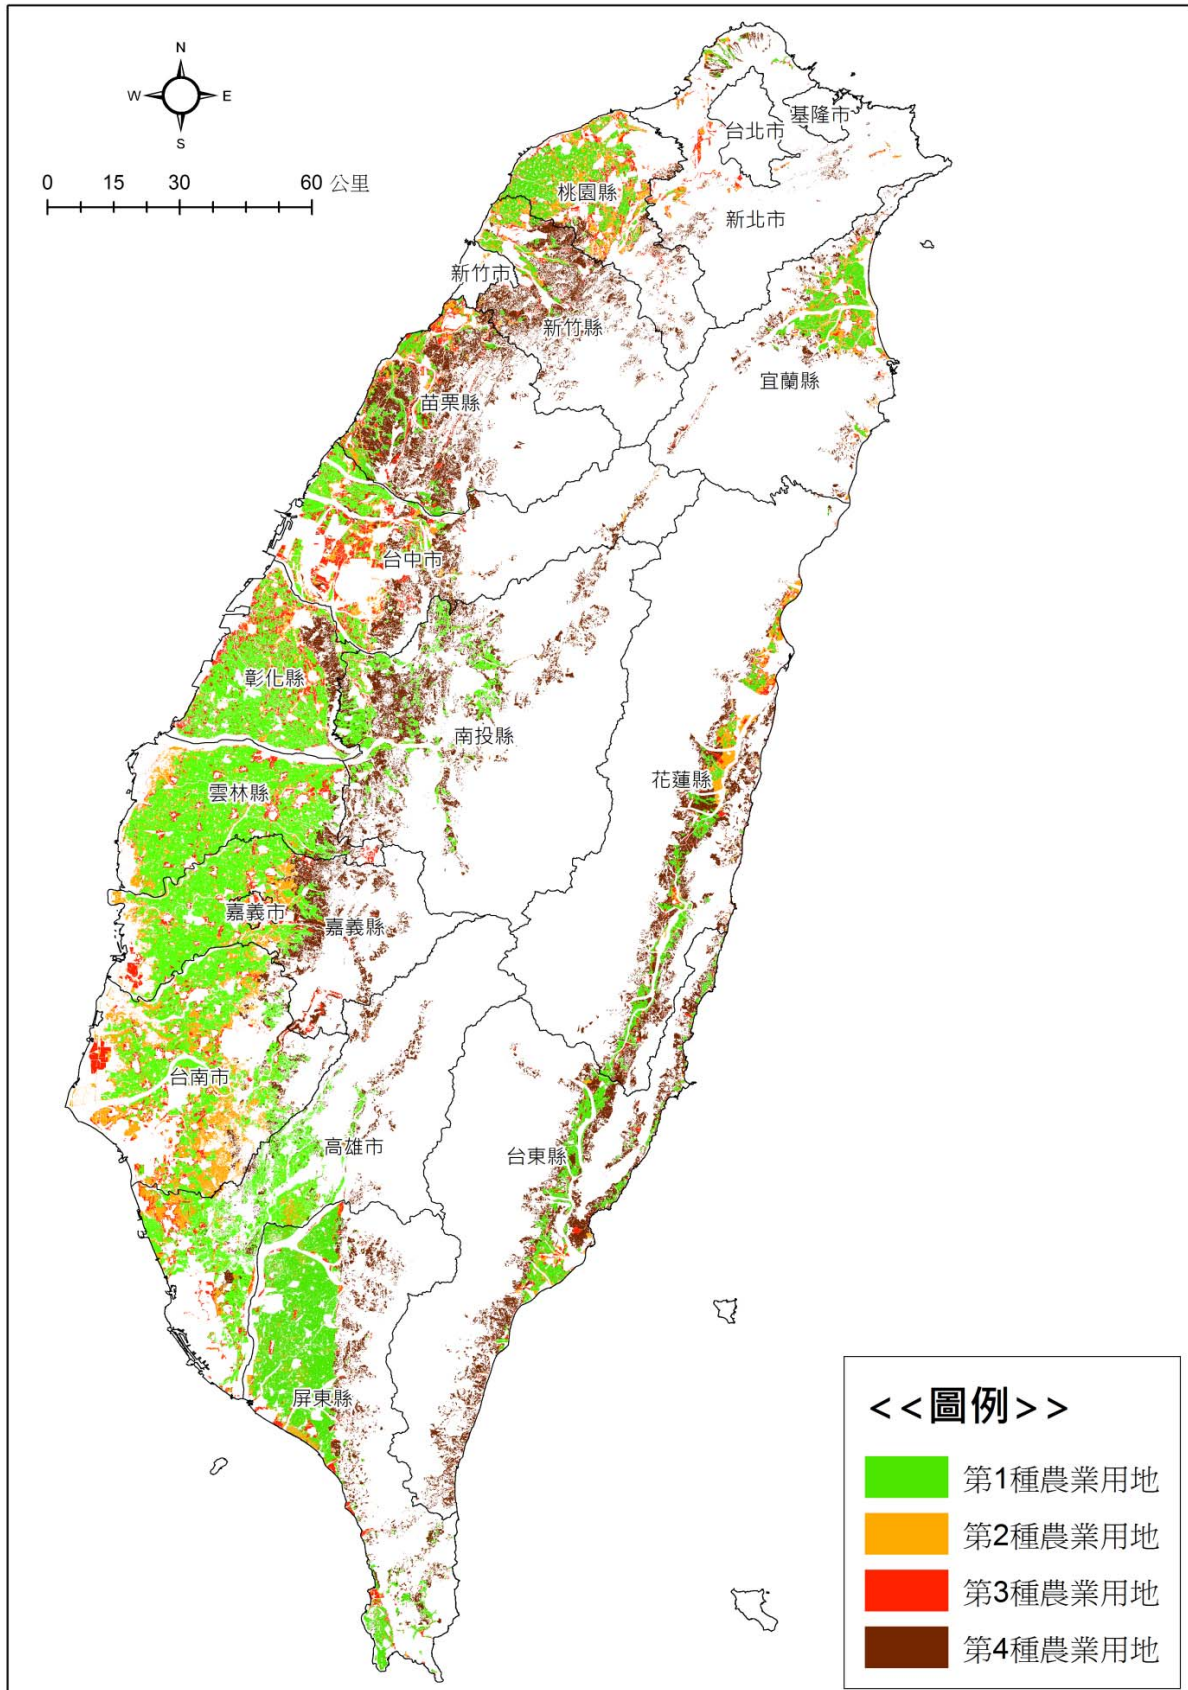 N
W E
S
0 15 30 60 公里
基隆市
台北市
桃園縣
新北市
新竹市
新竹縣
宜蘭縣
苗栗縣
台中市
彰化縣
南投縣
花蓮縣
雲林縣
嘉義市
嘉義縣
台南市
高雄市
台東縣
屏東縣
<<圖例>>
第1種農業用地
第2種農業用地
第3種農業用地
第4種農業用地